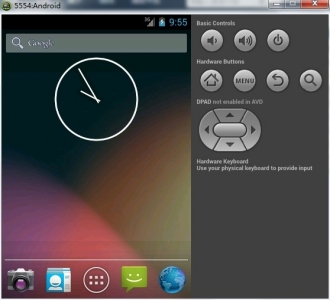 5554:Android
3G
9:55
Google
Basic Controls
Hardware Buttons
MENU
DPAD not enabled in AVD
Hardware Keyboard
Use your physical keyboard to provide input